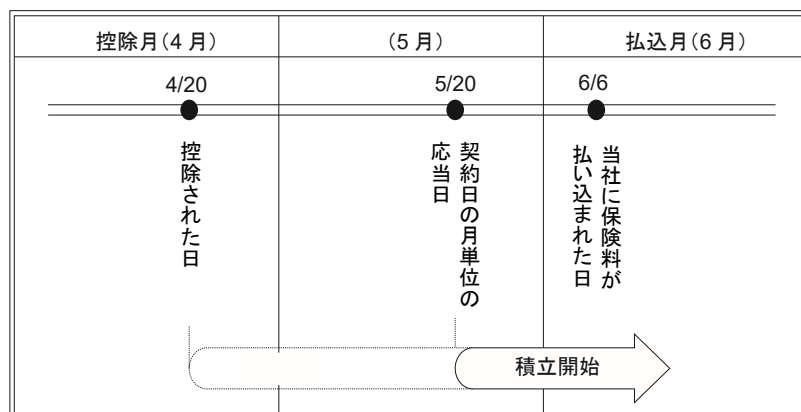 控除月(4月)
(5月)
払込月(6月)
4/20
5/20
6/6
控除された日
契約日の月単位の
応当日
当社に保険料が
払い込まれた日
積立開始